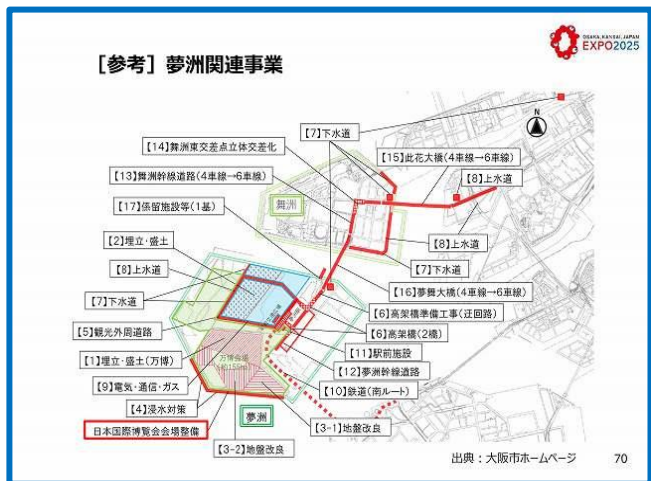 OSAKA, KANSAI, JAPAN
EXPO2025
[参考] 夢洲関連事業
【7】下水道
N
【14】舞洲東交差点立体交差化
【15】此花大橋(4車線→6車線)
【13】舞洲幹線道路(4車線→6車線)
【8】上水道
【17】係留施設等(1基)
舞洲
【2】埋立・盛土
【8】上水道
【8】上水道
【7】下水道
【7】下水道
【16】夢舞大橋(4車線→6車線)
【5】観光外周道路
【6】高架橋準備工事(迂回路)
【6】高架橋(2橋)
【1】埋立・盛土(万博)
万博会場
(約155ha)
【11】駅前施設
【9】電気・通信・ガス
【12】夢洲幹線道路
【4】浸水対策
【10】鉄道(南ルート)
夢洲
日本国際博覧会会場整備
【3-1】地盤改良
【3-2】地盤改良
出典：大阪市ホームページ
70